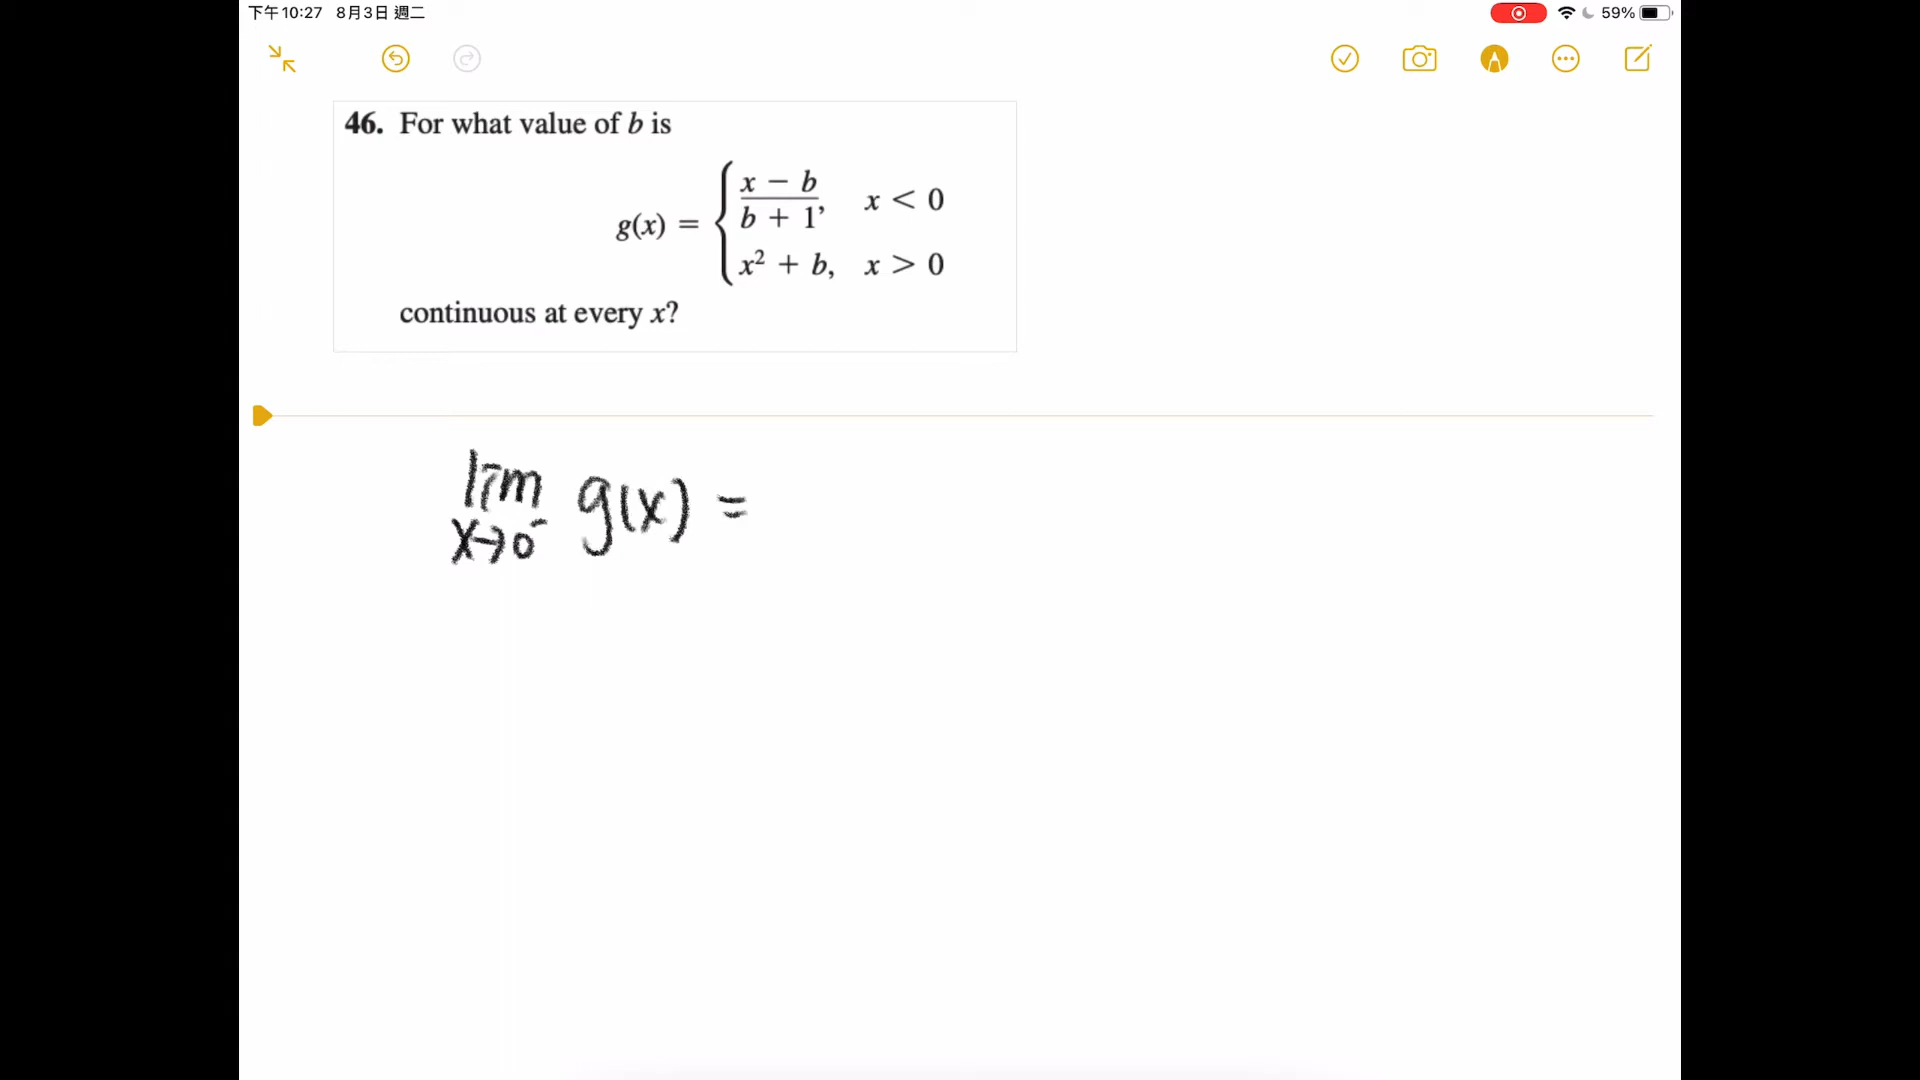 下午10:27 8月3日 週二 59%
46. For what value of b is
g(x) = { x − b / b + 1, x < 0
x² + b, x > 0
continuous at every x?
lim g(x) =
x→0⁻